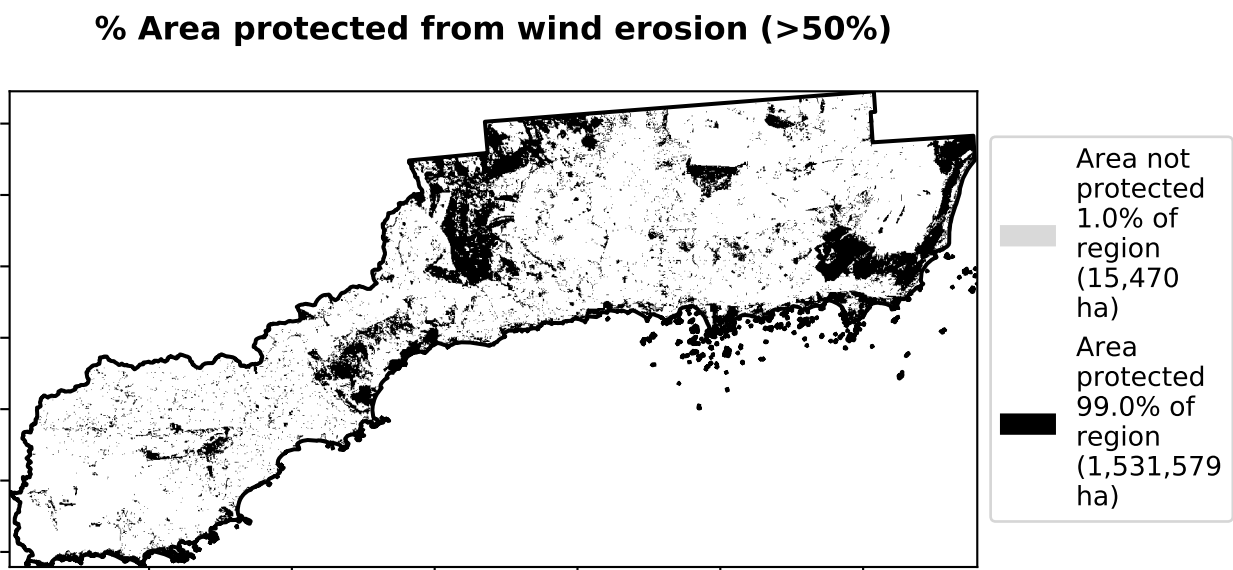 % Area protected from wind erosion (>50%)
Area not
protected
1.0% of
region
(15,470
ha)
Area
protected
99.0% of
region
(1,531,579
ha)